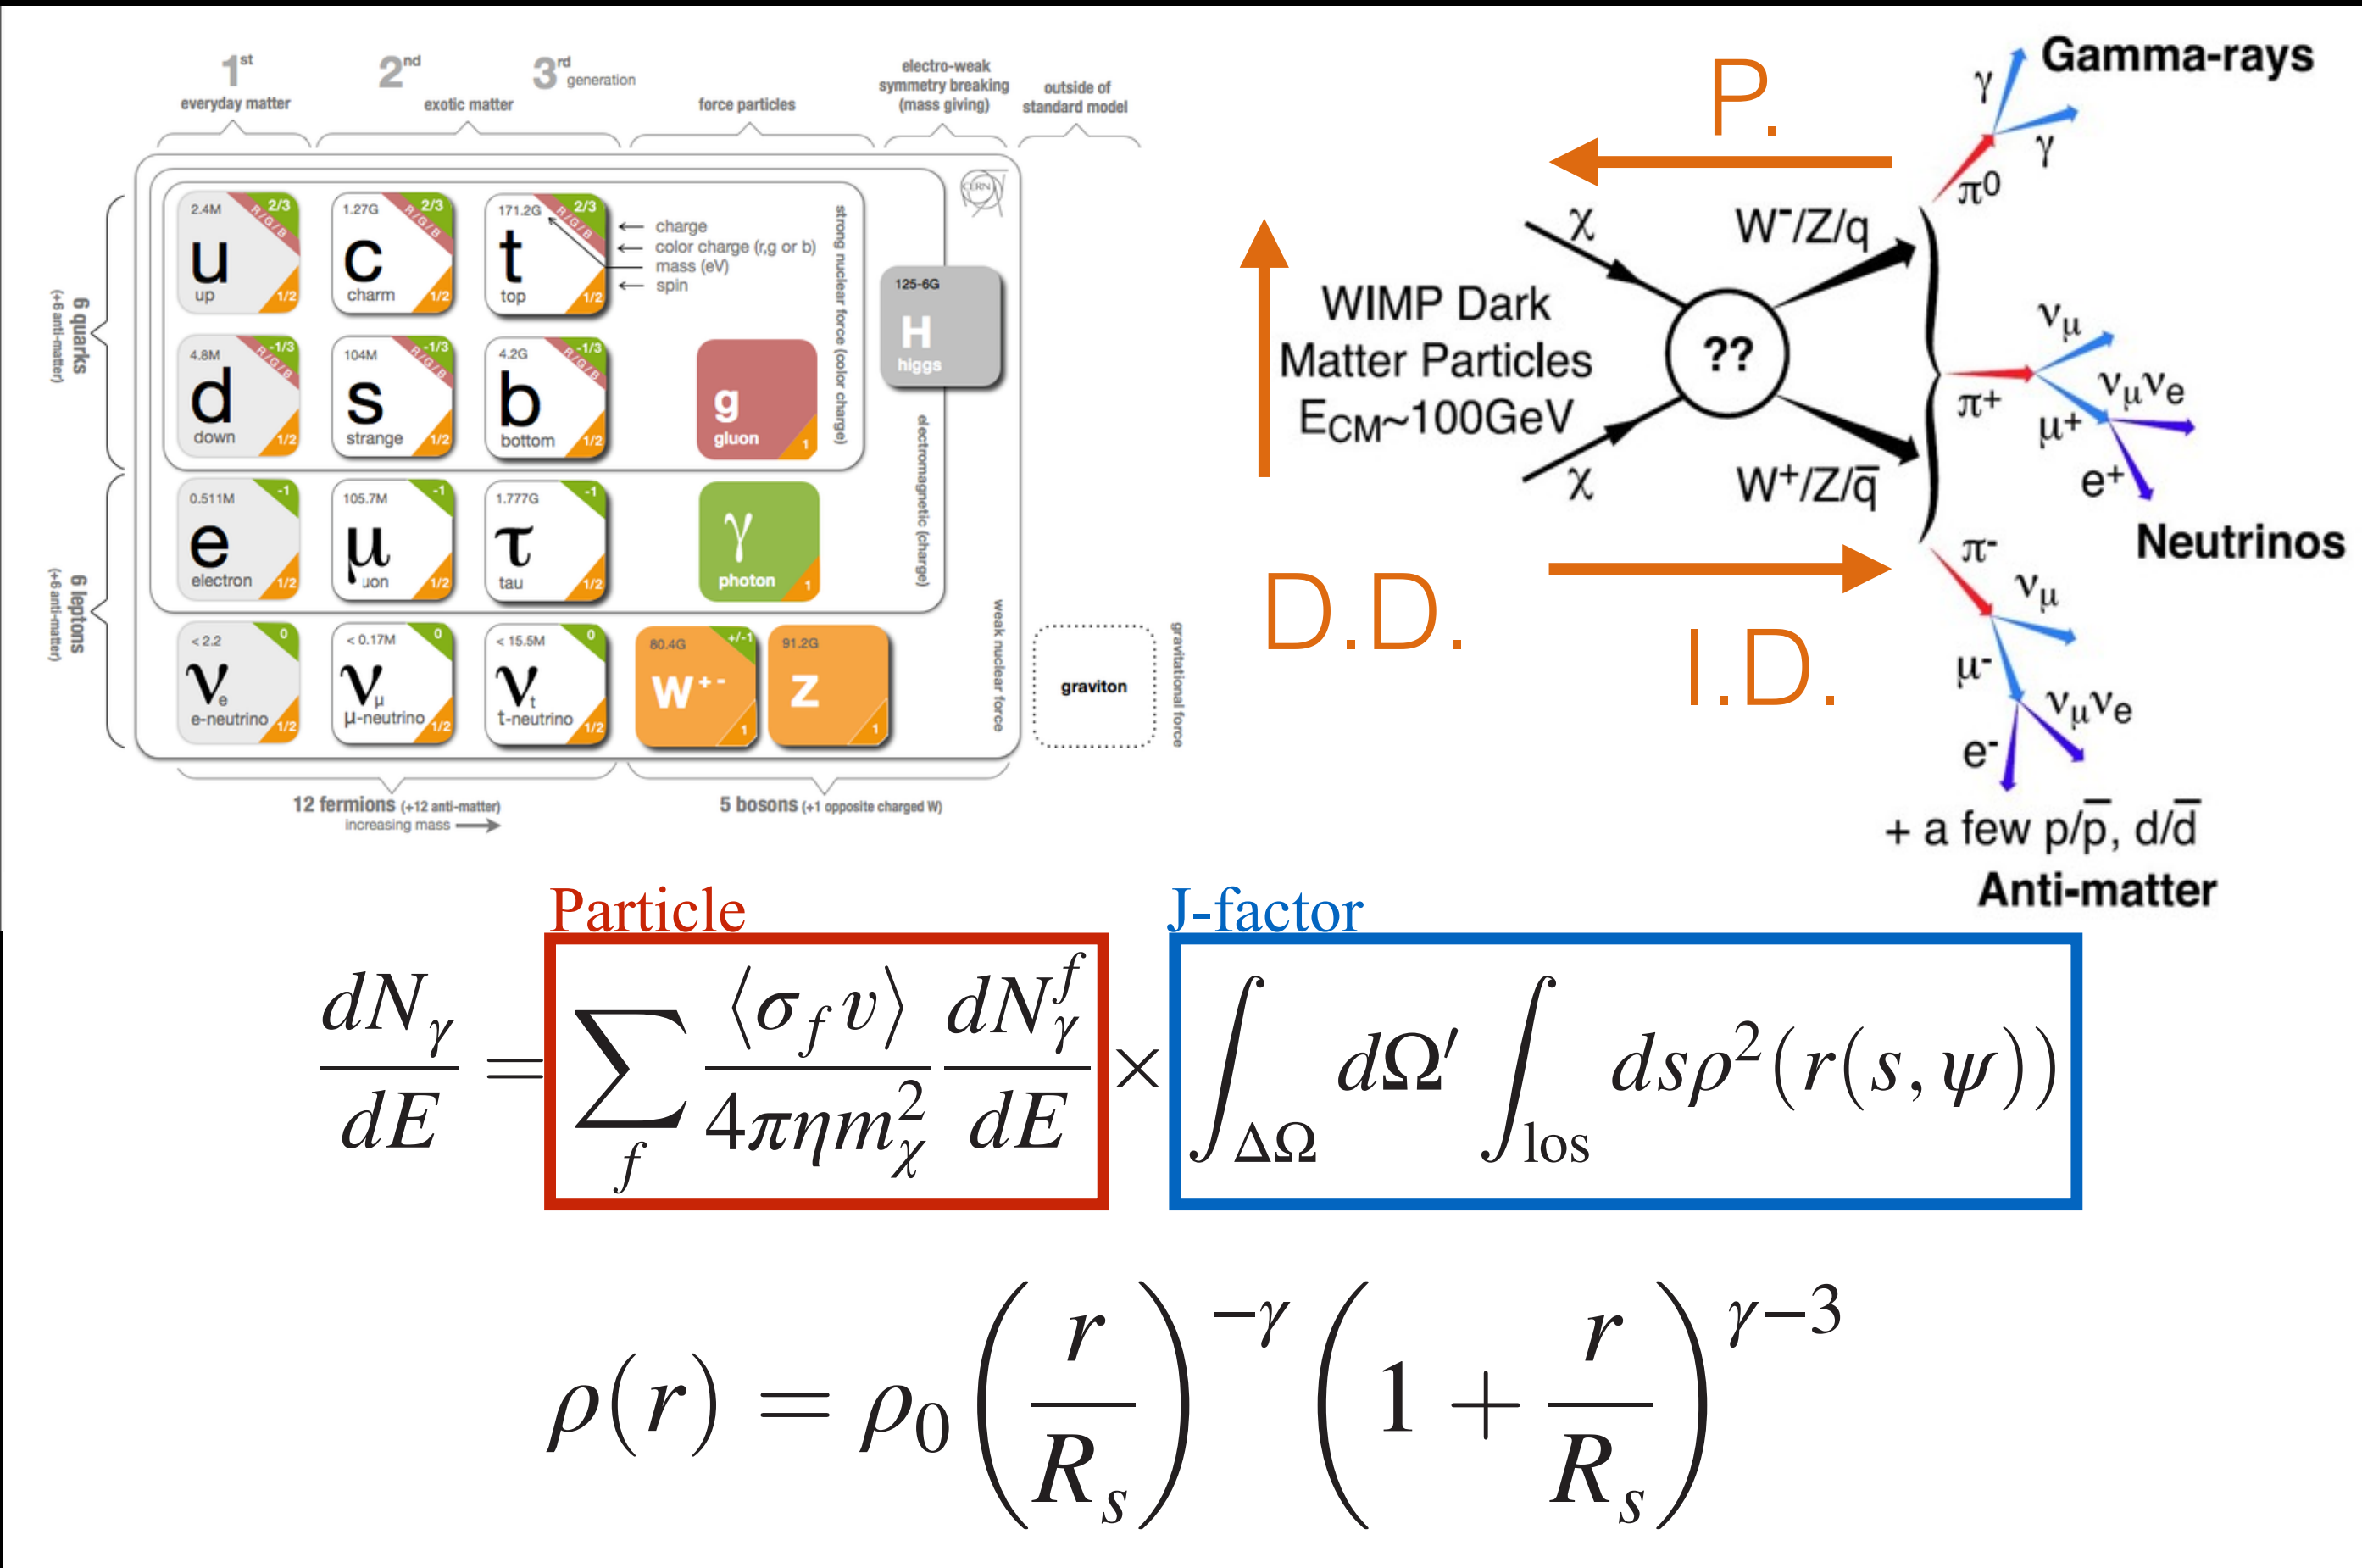 1st 2nd 3rd generation
everyday matter exotic matter force particles
electro-weak
symmetry breaking
(mass giving)
outside of
standard model
CERN
6 quarks
(+6 anti-matter)
2.4M R/G/B 2/3
u
up 1/2
1.27G R/G/B 2/3
c
charm 1/2
171.2G R/G/B 2/3
t
top 1/2
charge
color charge (r,g or b)
mass (eV)
spin
4.8M R/G/B -1/3
d
down 1/2
104M R/G/B -1/3
s
strange 1/2
4.2G R/G/B -1/3
b
bottom 1/2
g
gluon 1
strong nuclear force (color charge)
125-6G
H
higgs
6 leptons
(+6 anti-matter)
0.511M -1
e
electron 1/2
105.7M -1
μ
uon 1/2
1.777G -1
τ
tau 1/2
γ
photon 1
electromagnetic (charge)
< 2.2 0
νe
e-neutrino 1/2
< 0.17M 0
νμ
μ-neutrino 1/2
< 15.5M 0
νt
t-neutrino 1/2
80.4G +/-1
W+ -
1
91.2G
Z
1
weak nuclear force
graviton
gravitational force
12 fermions (+12 anti-matter)
increasing mass
5 bosons (+1 opposite charged W)
P.
D.D.
I.D.
χ
χ
WIMP Dark
Matter Particles
ECM~100GeV
??
W⁻/Z/q
W⁺/Z/q̅
Gamma-rays
γ
γ
π⁰
π⁺
νμ
μ⁺
νμνe
e⁺
Neutrinos
π⁻
νμ
μ⁻
νμνe
e⁻
+ a few p/p̅, d/d̅
Anti-matter
Particle
J-factor
dNγ/dE = ∑f ⟨σf v⟩/4πηmχ² dNγᶠ/dE × ∫ΔΩ dΩ′ ∫los dsρ²(r(s,ψ))
ρ(r) = ρ₀ (r/Rs)^−γ (1 + r/Rs)^γ−3